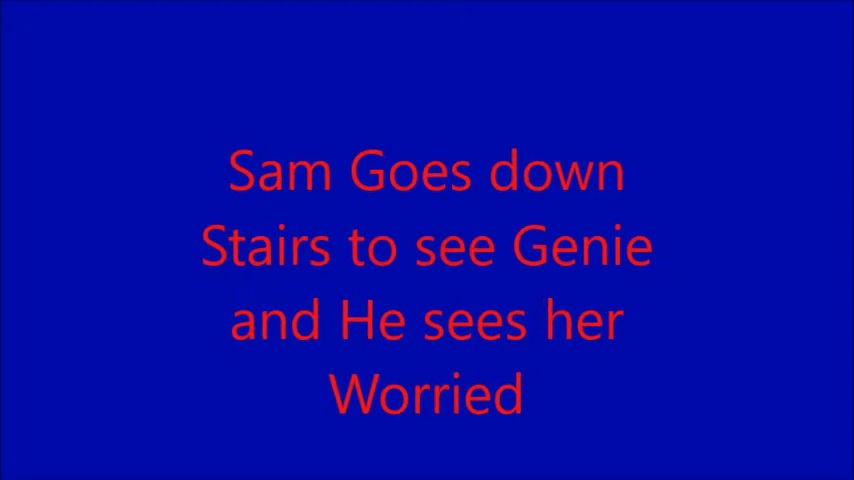 Sam Goes down
Stairs to see Genie
and He sees her
Worried